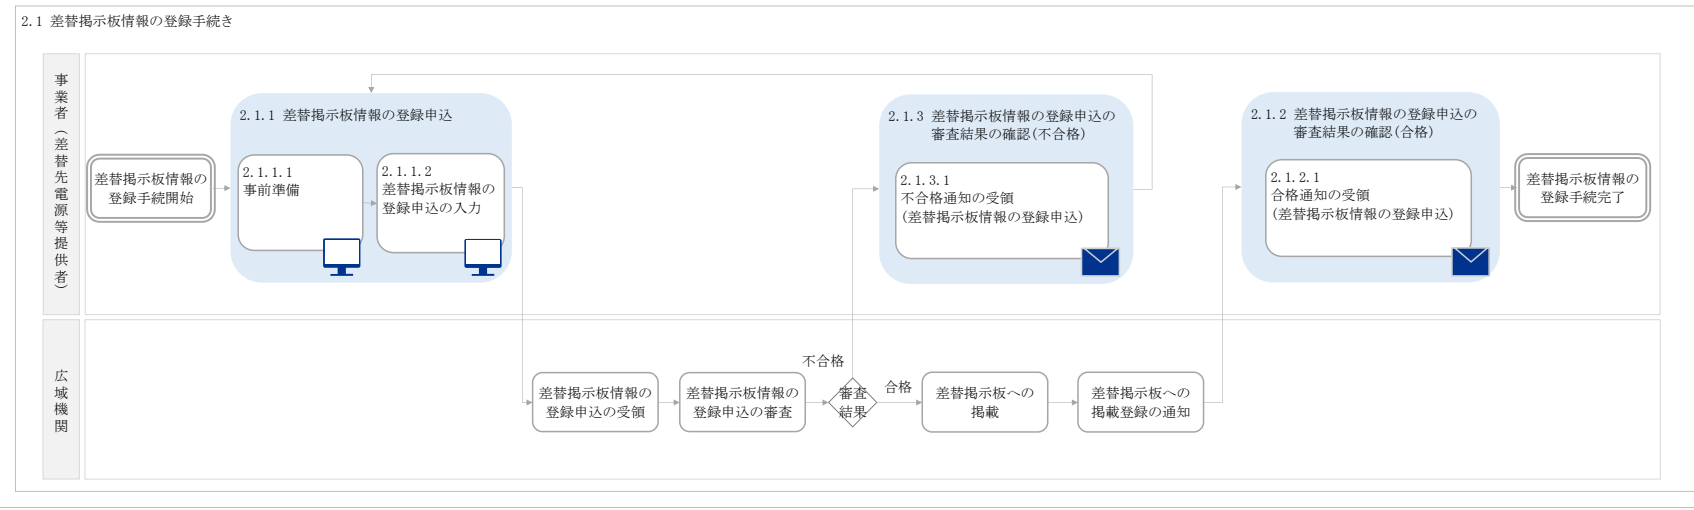 2.1 差替掲示板情報の登録手続き
事業者（差替先電源等提供者）
差替掲示板情報の
登録手続開始
2.1.1 差替掲示板情報の登録申込
2.1.1.1
事前準備
2.1.1.2
差替掲示板情報の
登録申込の入力
2.1.3 差替掲示板情報の登録申込の
審査結果の確認(不合格)
2.1.3.1
不合格通知の受領
(差替掲示板情報の登録申込)
2.1.2 差替掲示板情報の登録申込の
審査結果の確認(合格)
2.1.2.1
合格通知の受領
(差替掲示板情報の登録申込)
差替掲示板情報の
登録手続完了
広域機関
差替掲示板情報の
登録申込の受領
差替掲示板情報の
登録申込の審査
不合格
審査
結果
合格
差替掲示板への
掲載
差替掲示板への
掲載登録の通知